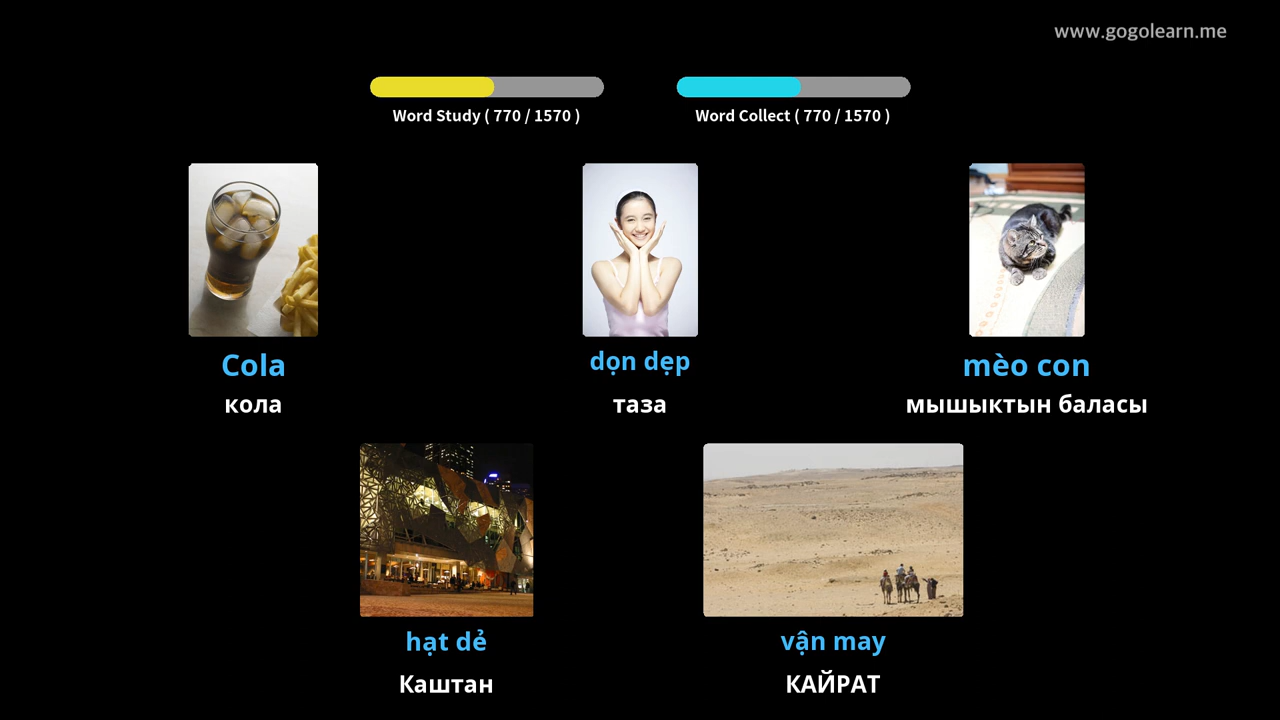 www.gogolearn.me
Word Study ( 770 / 1570 )
Word Collect ( 770 / 1570 )
Cola
dọn dẹp
mèo con
кола
таза
мышыктын баласы
hạt dẻ
vận may
Каштан
КАЙРАТ